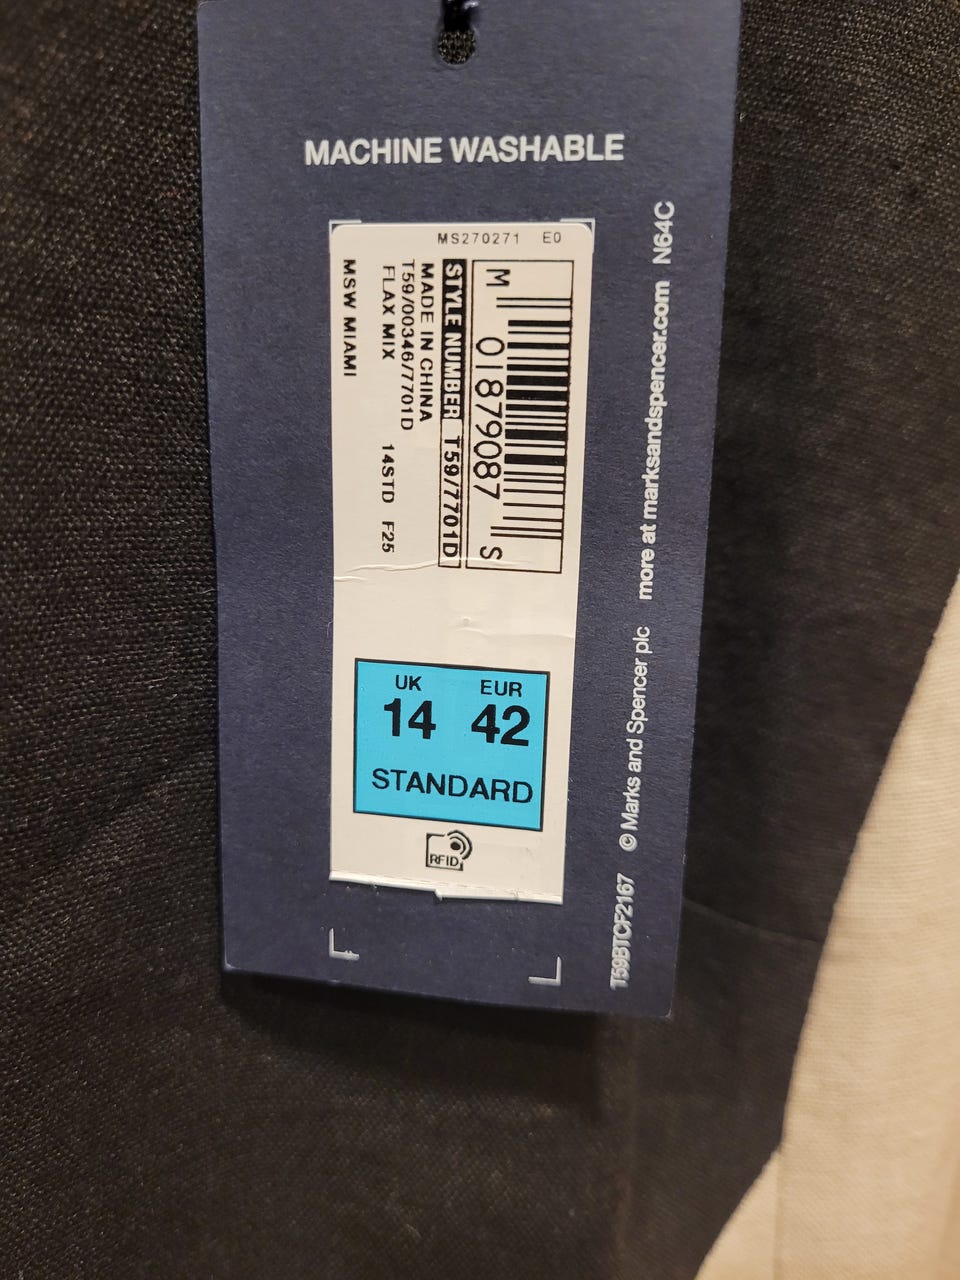 MACHINE WASHABLE
MS270271 E0
M 01879087 S
STYLE NUMBER T59/7701D
MADE IN CHINA
T59/00346/7701D
FLAX MIX 14STD F25
MSW MIAMI
UK EUR
14 42
STANDARD
RFID
T59BTCF2167 © Marks and Spencer plc more at marksandspencer.com N64C